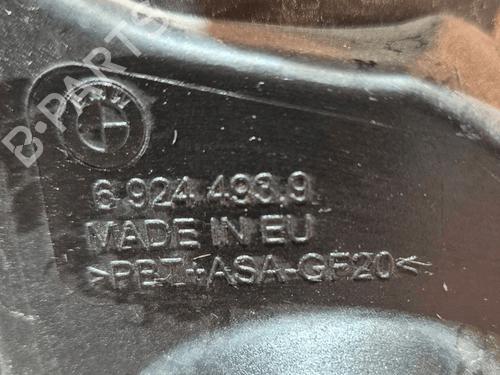 B-PARTS
BMW
6 924 493.9
MADE IN EU
>PBT+ASA-GF20<